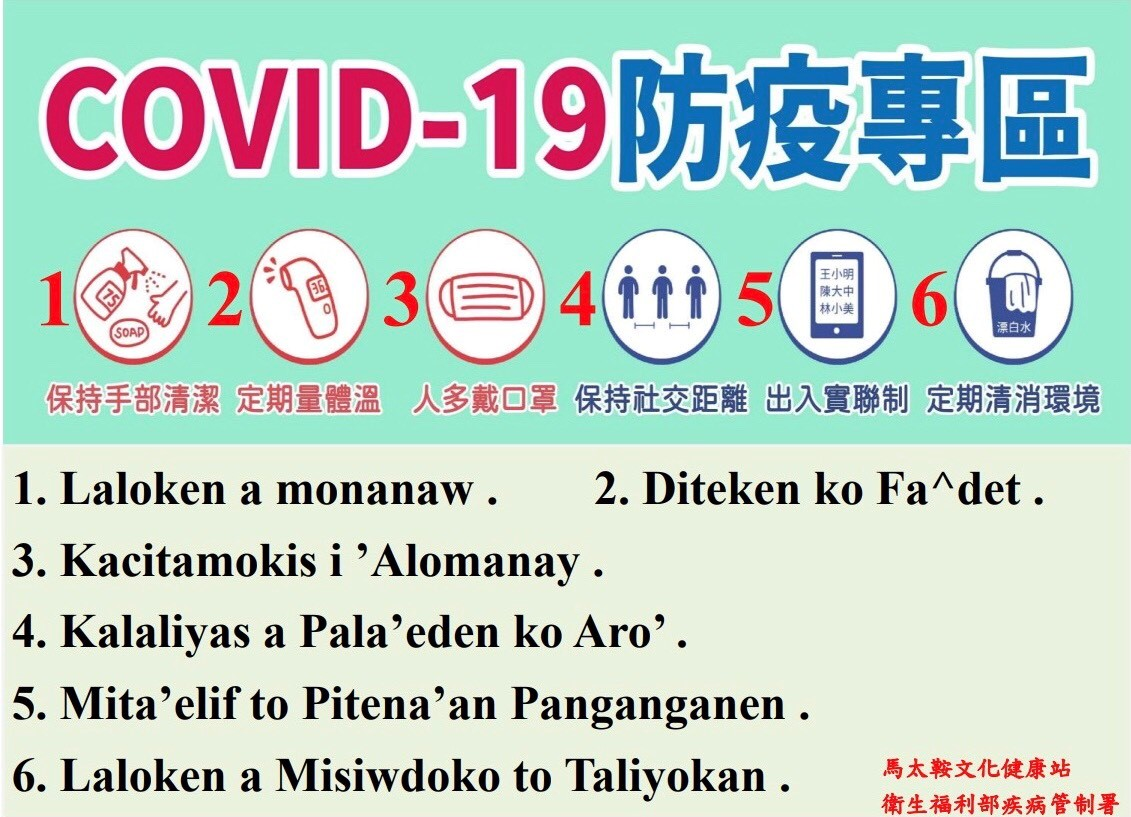 COVID-19防疫專區
1 75 SOAP 2 36. 3 4 5 王小明 陳大中 林小美 6 漂白水
保持手部清潔 定期量體溫 人多戴口罩 保持社交距離 出入實聯制 定期清消環境
1. Laloken a monanaw . 2. Diteken ko Fa^det .
3. Kacitamokis i ’Alomanay .
4. Kalaliyas a Pala’eden ko Aro’ .
5. Mita’elif to Pitena’an Panganganen .
6. Laloken a Misiwdoko to Taliyokan .
馬太鞍文化健康站
衛生福利部疾病管制署